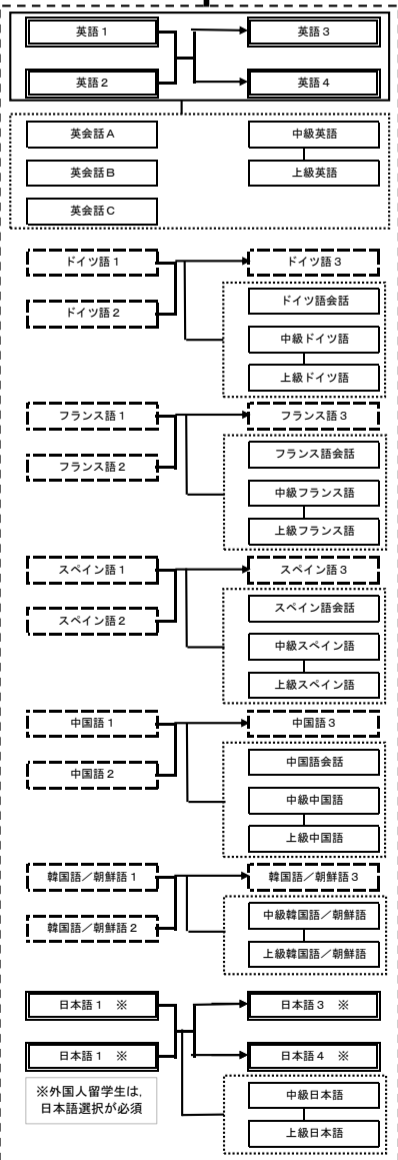 英語1
英語3
英語2
英語4
英会話A
中級英語
英会話B
上級英語
英会話C
ドイツ語1
ドイツ語3
ドイツ語2
ドイツ語会話
中級ドイツ語
上級ドイツ語
フランス語1
フランス語3
フランス語2
フランス語会話
中級フランス語
上級フランス語
スペイン語1
スペイン語3
スペイン語2
スペイン語会話
中級スペイン語
上級スペイン語
中国語1
中国語3
中国語2
中国語会話
中級中国語
上級中国語
韓国語/朝鮮語1
韓国語/朝鮮語3
韓国語/朝鮮語2
中級韓国語/朝鮮語
上級韓国語/朝鮮語
日本語1 ※
日本語3 ※
日本語1 ※
日本語4 ※
※外国人留学生は,
日本語選択が必須
中級日本語
上級日本語